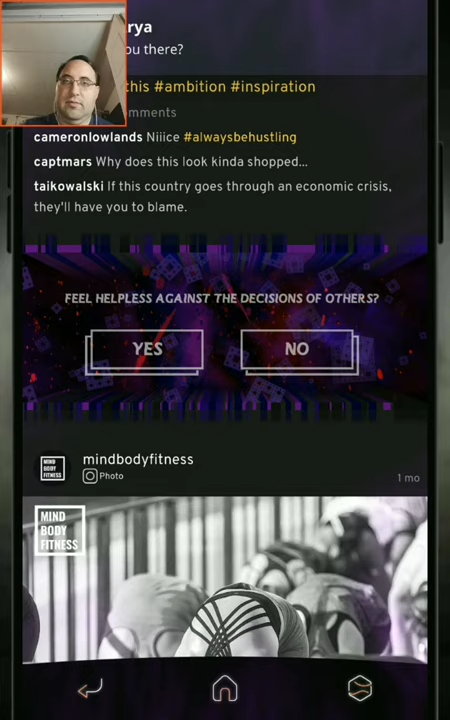 rya
ou there?
this #ambition #inspiration
mments
cameronlowlands Niiice #alwaysbehustling
captmars Why does this look kinda shopped...
taikowalski If this country goes through an economic crisis,
they'll have you to blame.
FEEL HELPLESS AGAINST THE DECISIONS OF OTHERS?
YES
NO
MIND
BODY
FITNESS
mindbodyfitness
Photo
1 mo
MIND
BODY
FITNESS